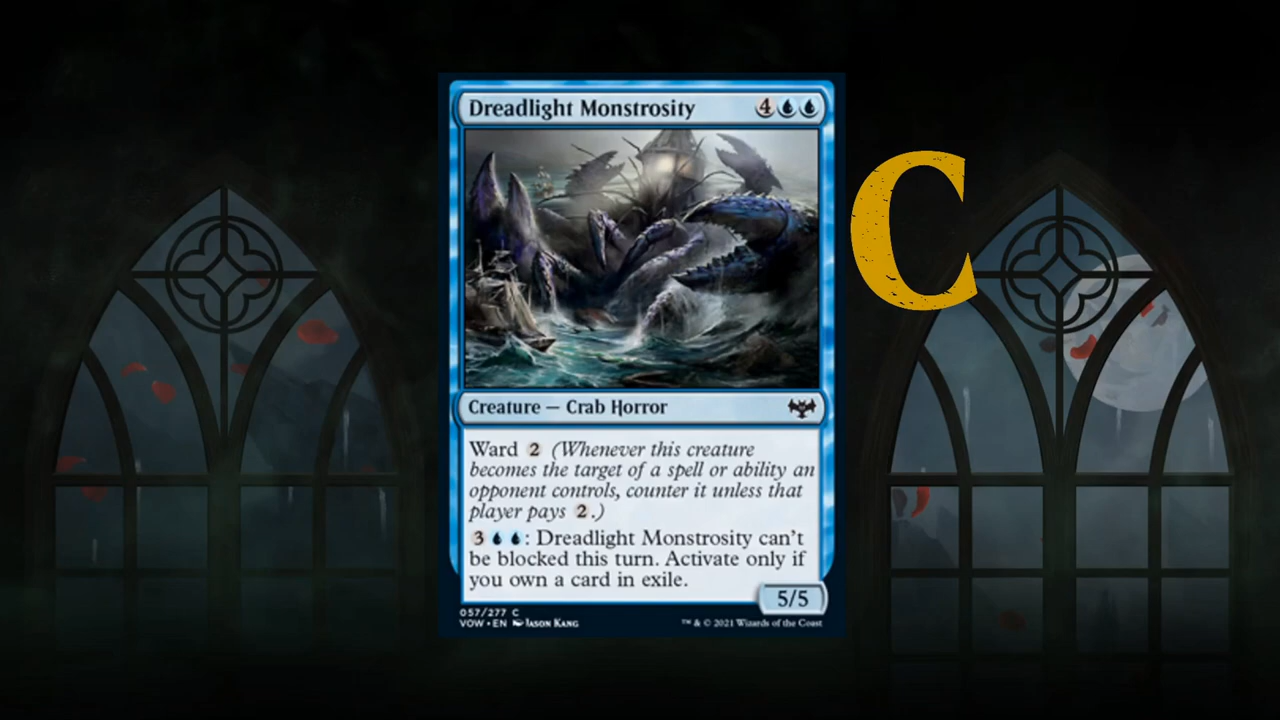 Dreadlight Monstrosity 4
C
Creature — Crab Horror
Ward 2 (Whenever this creature
becomes the target of a spell or ability an
opponent controls, counter it unless that
player pays 2.)
3 : Dreadlight Monstrosity can't
be blocked this turn. Activate only if
you own a card in exile.
5/5
057/277 C
VOW • EN Jason Kang
™ & © 2021 Wizards of the Coast